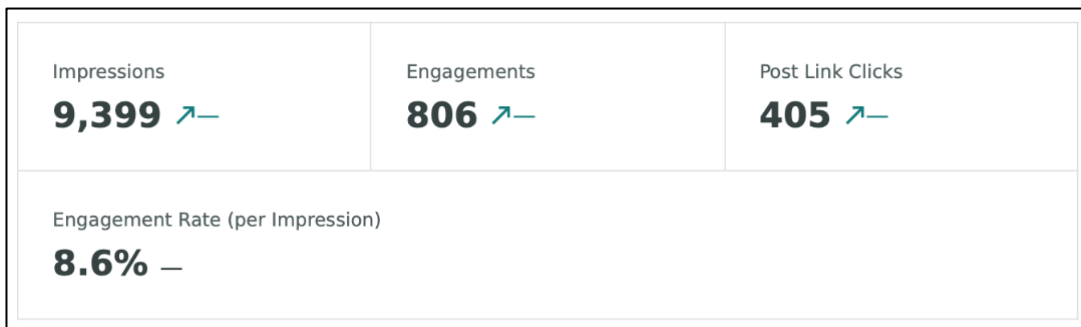 Impressions
9,399 ↗—
Engagements
806 ↗—
Post Link Clicks
405 ↗—
Engagement Rate (per Impression)
8.6% —